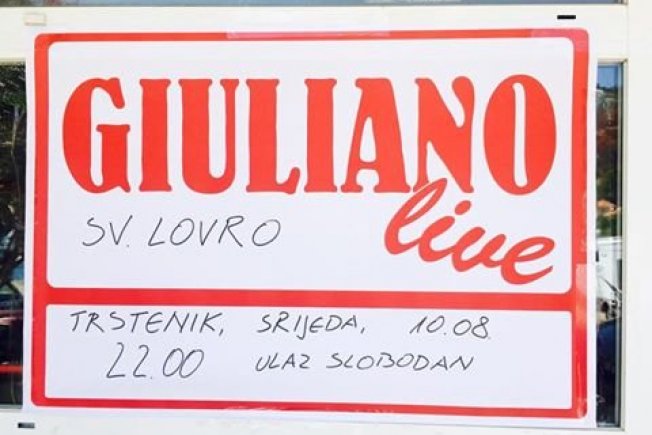 GIULIANO
live
SV. LOVRO
TRSTENIK, SRIJEDA, 10.08.
22.00 ULAZ SLOBODAN